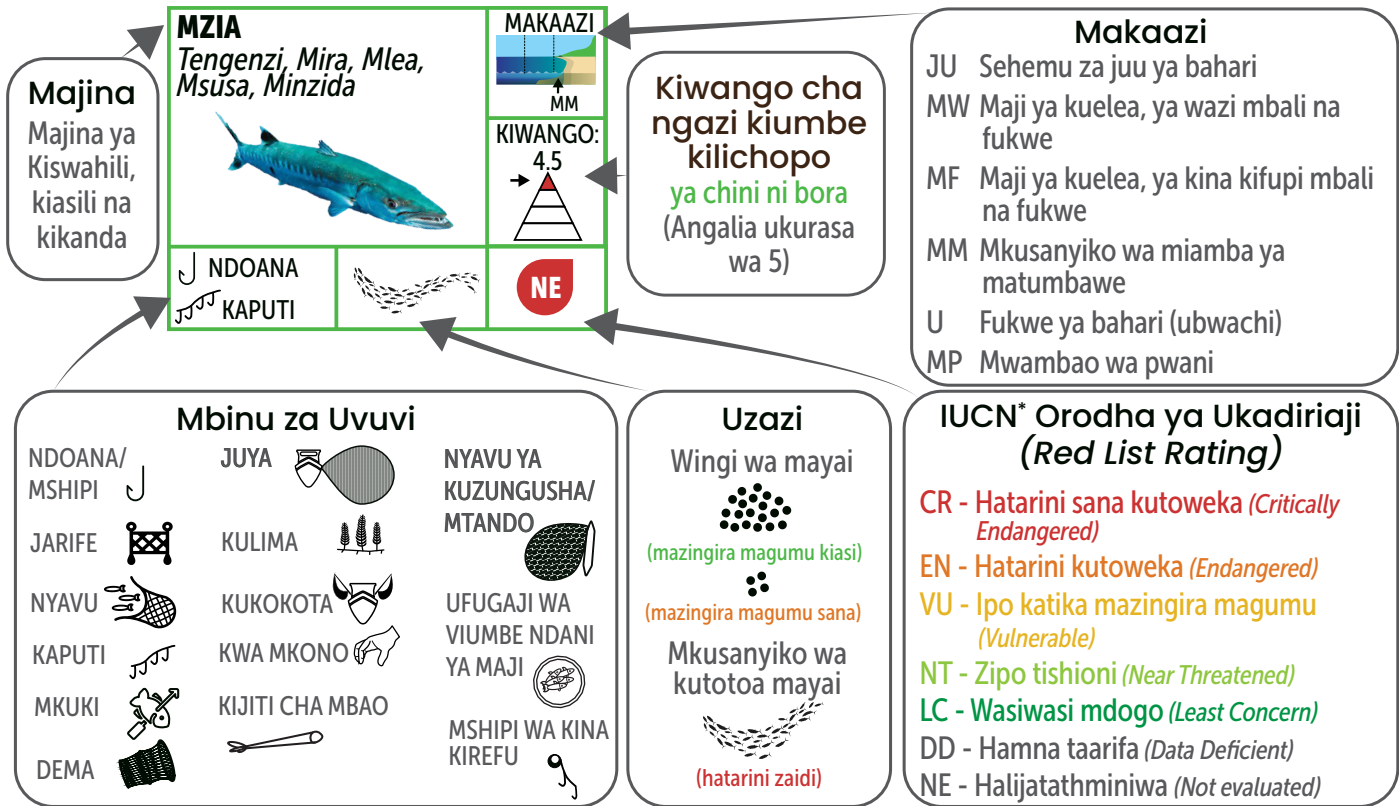 MZIA
Tengenzi, Mira, Mlea,
Msusa, Minzida
MAKAAZI
MM
KIWANGO:
4.5
NDOANA
KAPUTI
NE
Majina
Majina ya
Kiswahili,
kiasili na
kikanda
Kiwango cha
ngazi kiumbe
kilichopo
ya chini ni bora
(Angalia ukurasa
wa 5)
Makaazi
JU Sehemu za juu ya bahari
MW Maji ya kuelea, ya wazi mbali na
fukwe
MF Maji ya kuelea, ya kina kifupi mbali
na fukwe
MM Mkusanyiko wa miamba ya
matumbawe
U Fukwe ya bahari (ubwachi)
MP Mwambao wa pwani
Mbinu za Uvuvi
NDOANA/
MSHIPI
JARIFE
NYAVU
KAPUTI
MKUKI
DEMA
JUYA
KULIMA
KUKOKOTA
KWA MKONO
KIJITI CHA MBAO
NYAVU YA
KUZUNGUSHA/
MTANDO
UFUGAJI WA
VIUMBE NDANI
YA MAJI
MSHIPI WA KINA
KIREFU
Uzazi
Wingi wa mayai
(mazingira magumu kiasi)
(mazingira magumu sana)
Mkusanyiko wa
kutotoa mayai
(hatarini zaidi)
IUCN* Orodha ya Ukadiriaji
(Red List Rating)
CR - Hatarini sana kutoweka (Critically
Endangered)
EN - Hatarini kutoweka (Endangered)
VU - Ipo katika mazingira magumu
(Vulnerable)
NT - Zipo tishioni (Near Threatened)
LC - Wasiwasi mdogo (Least Concern)
DD - Hamna taarifa (Data Deficient)
NE - Halijatathminiwa (Not evaluated)